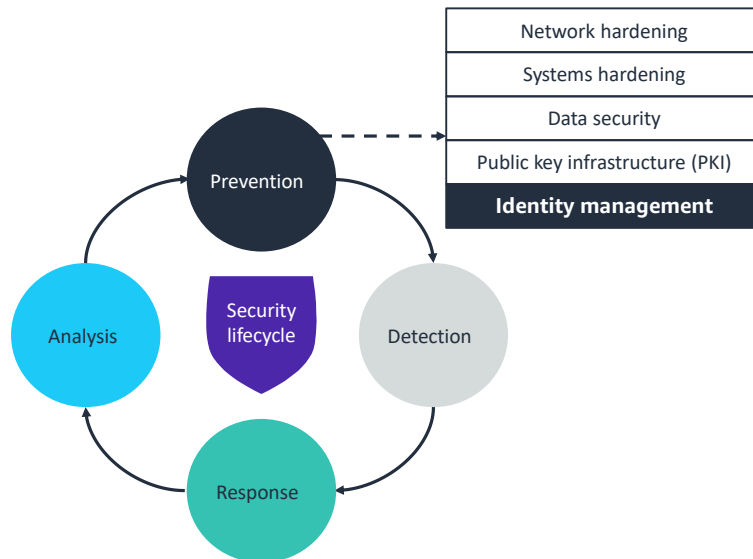 Network hardening
Systems hardening
Data security
Public key infrastructure (PKI)
Identity management
Prevention
Analysis
Security
lifecycle
Detection
Response